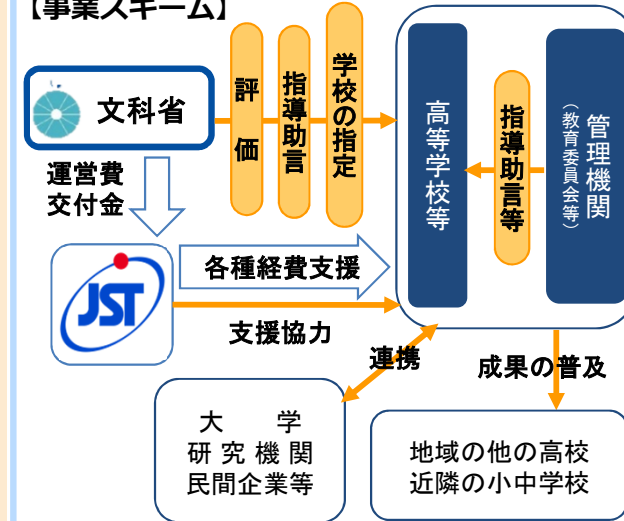 【事業スキーム】
文科省
評価
指導助言
学校の指定
高等学校等
指導助言等
管理機関
（教育委員会等）
運営費
交付金
JST
各種経費支援
支援協力
連携
成果の普及
大　学
研究機関
民間企業等
地域の他の高校
近隣の小中学校